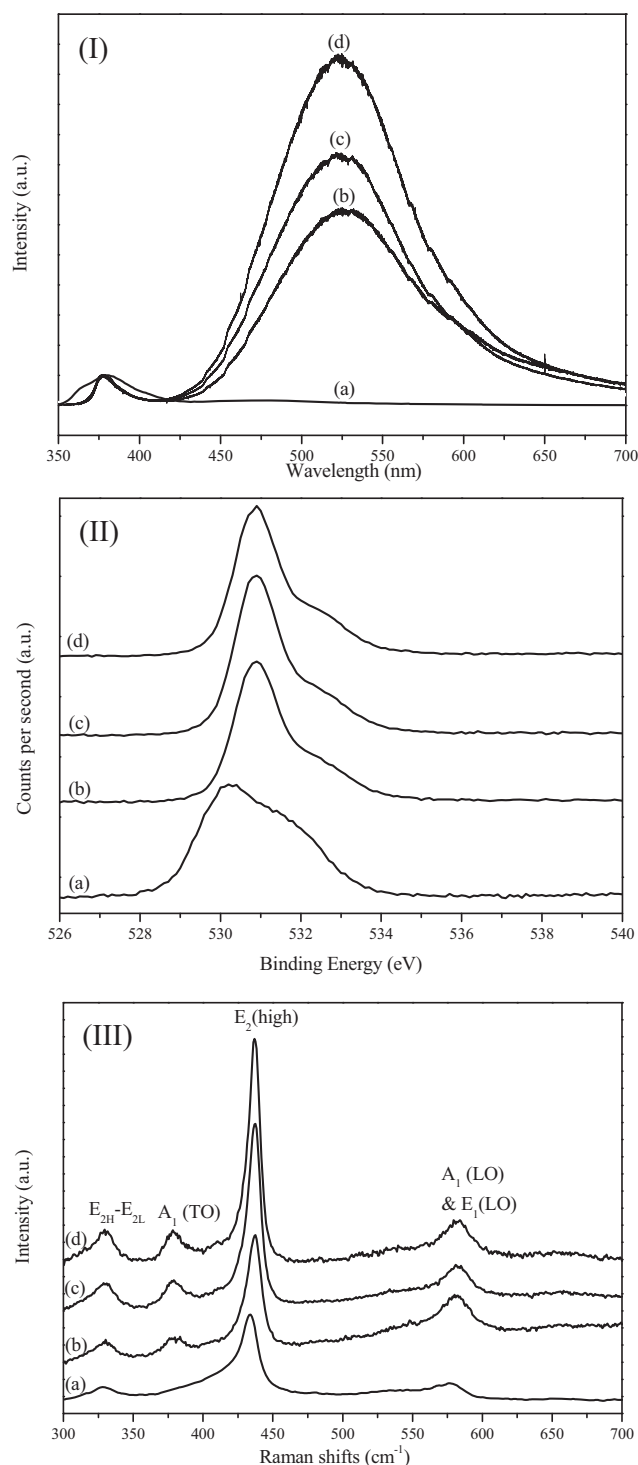 (I)
(d)
(c)
(b)
(a)
Intensity (a.u.)
350 400 450 500 550 600 650 700
Wavelength (nm)
(II)
(d)
(c)
(b)
(a)
Counts per second (a.u.)
526 528 530 532 534 536 538 540
Binding Energy (eV)
(III)
E2(high)
A1 (LO)
& E1(LO)
E2H-E2L A1 (TO)
(d)
(c)
(b)
(a)
Intensity (a.u.)
300 350 400 450 500 550 600 650 700
Raman shifts (cm-1)